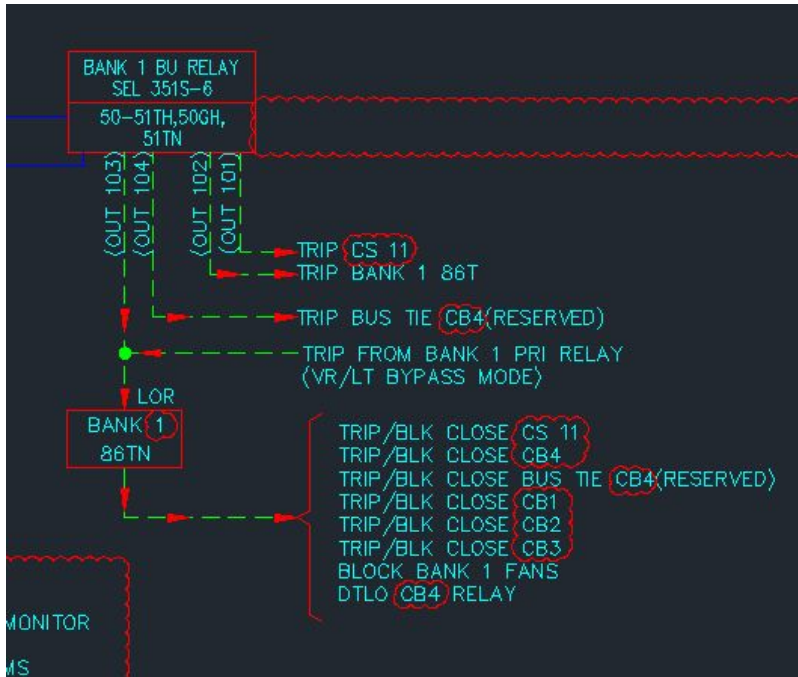 BANK 1 BU RELAY
SEL 351S-6
50-51TH,50GH,
51TN
(OUT 103)
(OUT 104)
(OUT 102)
(OUT 101)
TRIP CS 11
TRIP BANK 1 86T
TRIP BUS TIE CB4(RESERVED)
TRIP FROM BANK 1 PRI RELAY
(VR/LT BYPASS MODE)
LOR
BANK 1
86TN
TRIP/BLK CLOSE CS 11
TRIP/BLK CLOSE CB4
TRIP/BLK CLOSE BUS TIE CB4(RESERVED)
TRIP/BLK CLOSE CB1
TRIP/BLK CLOSE CB2
TRIP/BLK CLOSE CB3
BLOCK BANK 1 FANS
DTLO CB4 RELAY
MONITOR
MS